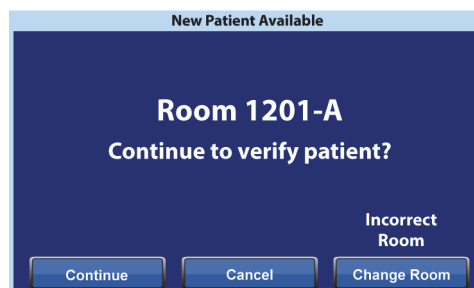 New Patient Available
Room 1201-A
Continue to verify patient?
Incorrect
Room
Continue
Cancel
Change Room